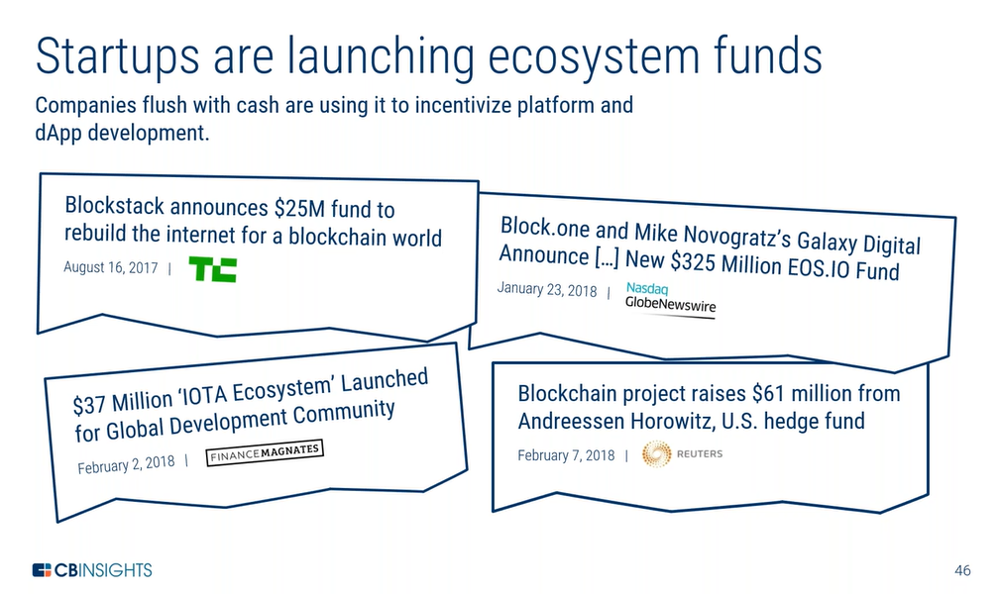 Startups are launching ecosystem funds
Companies flush with cash are using it to incentivize platform and
dApp development.
Blockstack announces $25M fund to
rebuild the internet for a blockchain world
August 16, 2017 | TC
Block.one and Mike Novogratz’s Galaxy Digital
Announce […] New $325 Million EOS.IO Fund
January 23, 2018 | Nasdaq
GlobeNewswire
$37 Million ‘IOTA Ecosystem’ Launched
for Global Development Community
February 2, 2018 | FINANCEMAGNATES
Blockchain project raises $61 million from
Andreessen Horowitz, U.S. hedge fund
February 7, 2018 | REUTERS
CBINSIGHTS
46